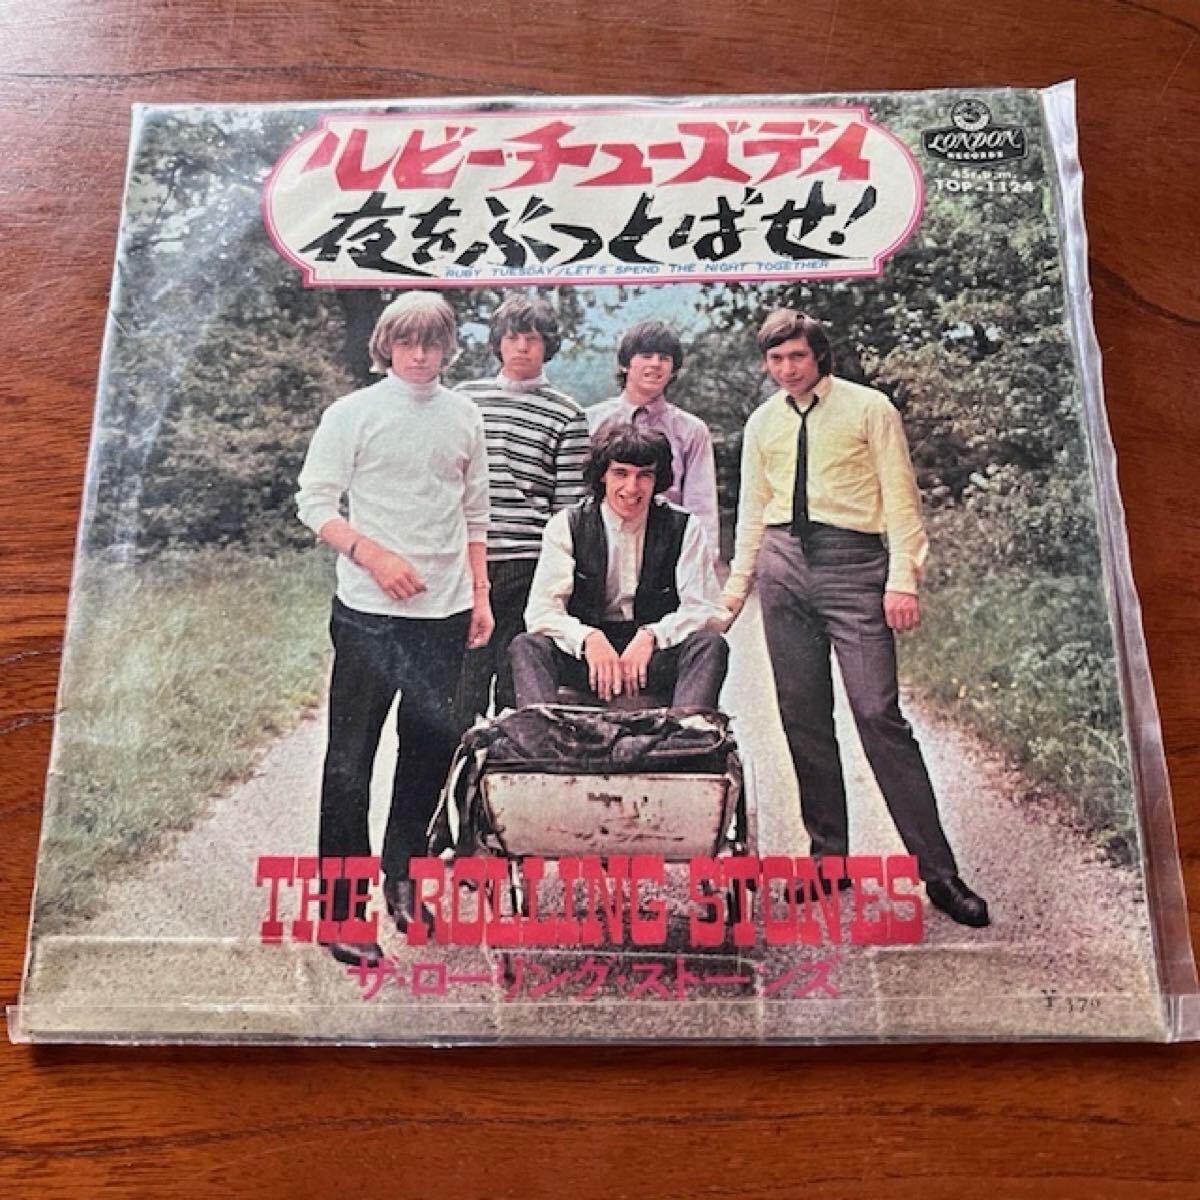 ルビー・チューズデイ
夜をぶっとばせ!
RUBY TUESDAY/LET'S SPEND THE NIGHT TOGETHER
LONDON
RECORDS
45r.p.m.
TOP-1124
THE ROLLING STONES
ザ・ローリング・ストーンズ
¥370